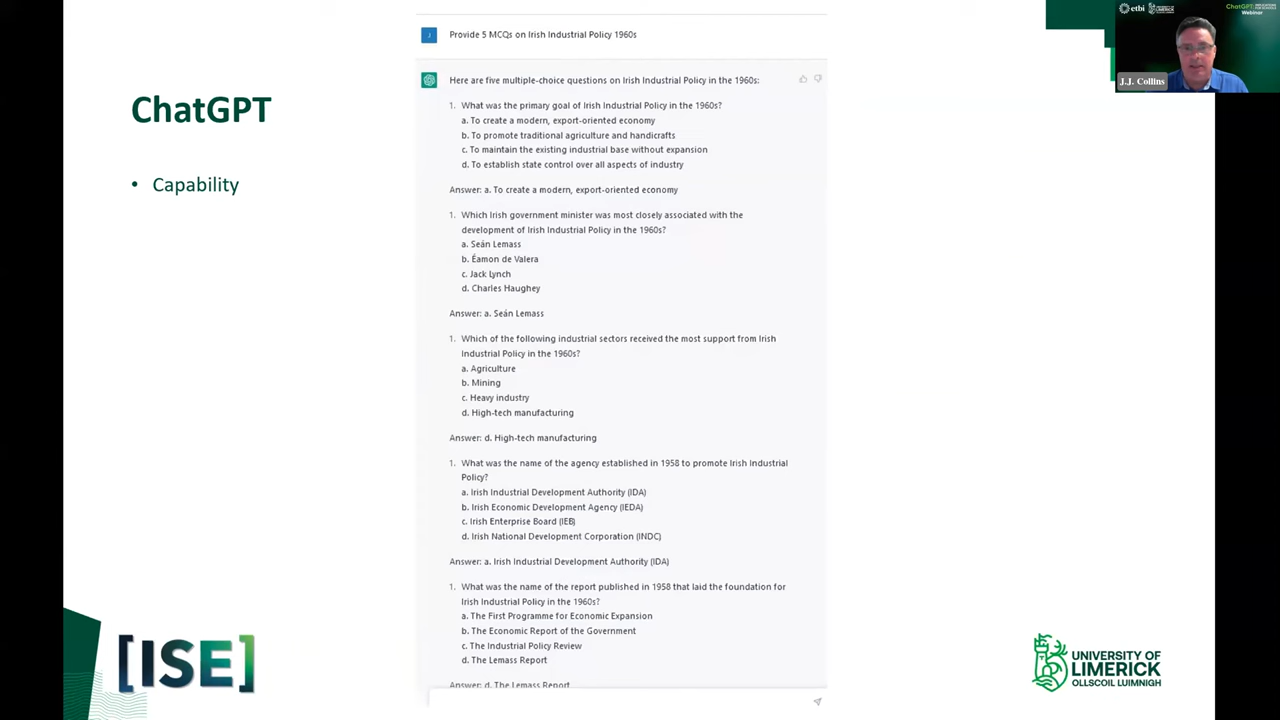 etbi
UNIVERSITY OF
LIMERICK
ChatGPT
Webinar
J.J. Collins
ChatGPT
• Capability
J
Provide 5 MCQs on Irish Industrial Policy 1960s
Here are five multiple-choice questions on Irish Industrial Policy in the 1960s:
1. What was the primary goal of Irish Industrial Policy in the 1960s?
a. To create a modern, export-oriented economy
b. To promote traditional agriculture and handicrafts
c. To maintain the existing industrial base without expansion
d. To establish state control over all aspects of industry
Answer: a. To create a modern, export-oriented economy
1. Which Irish government minister was most closely associated with the
development of Irish Industrial Policy in the 1960s?
a. Seán Lemass
b. Éamon de Valera
c. Jack Lynch
d. Charles Haughey
Answer: a. Seán Lemass
1. Which of the following industrial sectors received the most support from Irish
Industrial Policy in the 1960s?
a. Agriculture
b. Mining
c. Heavy industry
d. High-tech manufacturing
Answer: d. High-tech manufacturing
1. What was the name of the agency established in 1958 to promote Irish Industrial
Policy?
a. Irish Industrial Development Authority (IDA)
b. Irish Economic Development Agency (IEDA)
c. Irish Enterprise Board (IEB)
d. Irish National Development Corporation (INDC)
Answer: a. Irish Industrial Development Authority (IDA)
1. What was the name of the report published in 1958 that laid the foundation for
Irish Industrial Policy in the 1960s?
a. The First Programme for Economic Expansion
b. The Economic Report of the Government
c. The Industrial Policy Review
d. The Lemass Report
Answer: d. The Lemass Report
[ISE]
UNIVERSITY OF
LIMERICK
OLLSCOIL LUIMNIGH